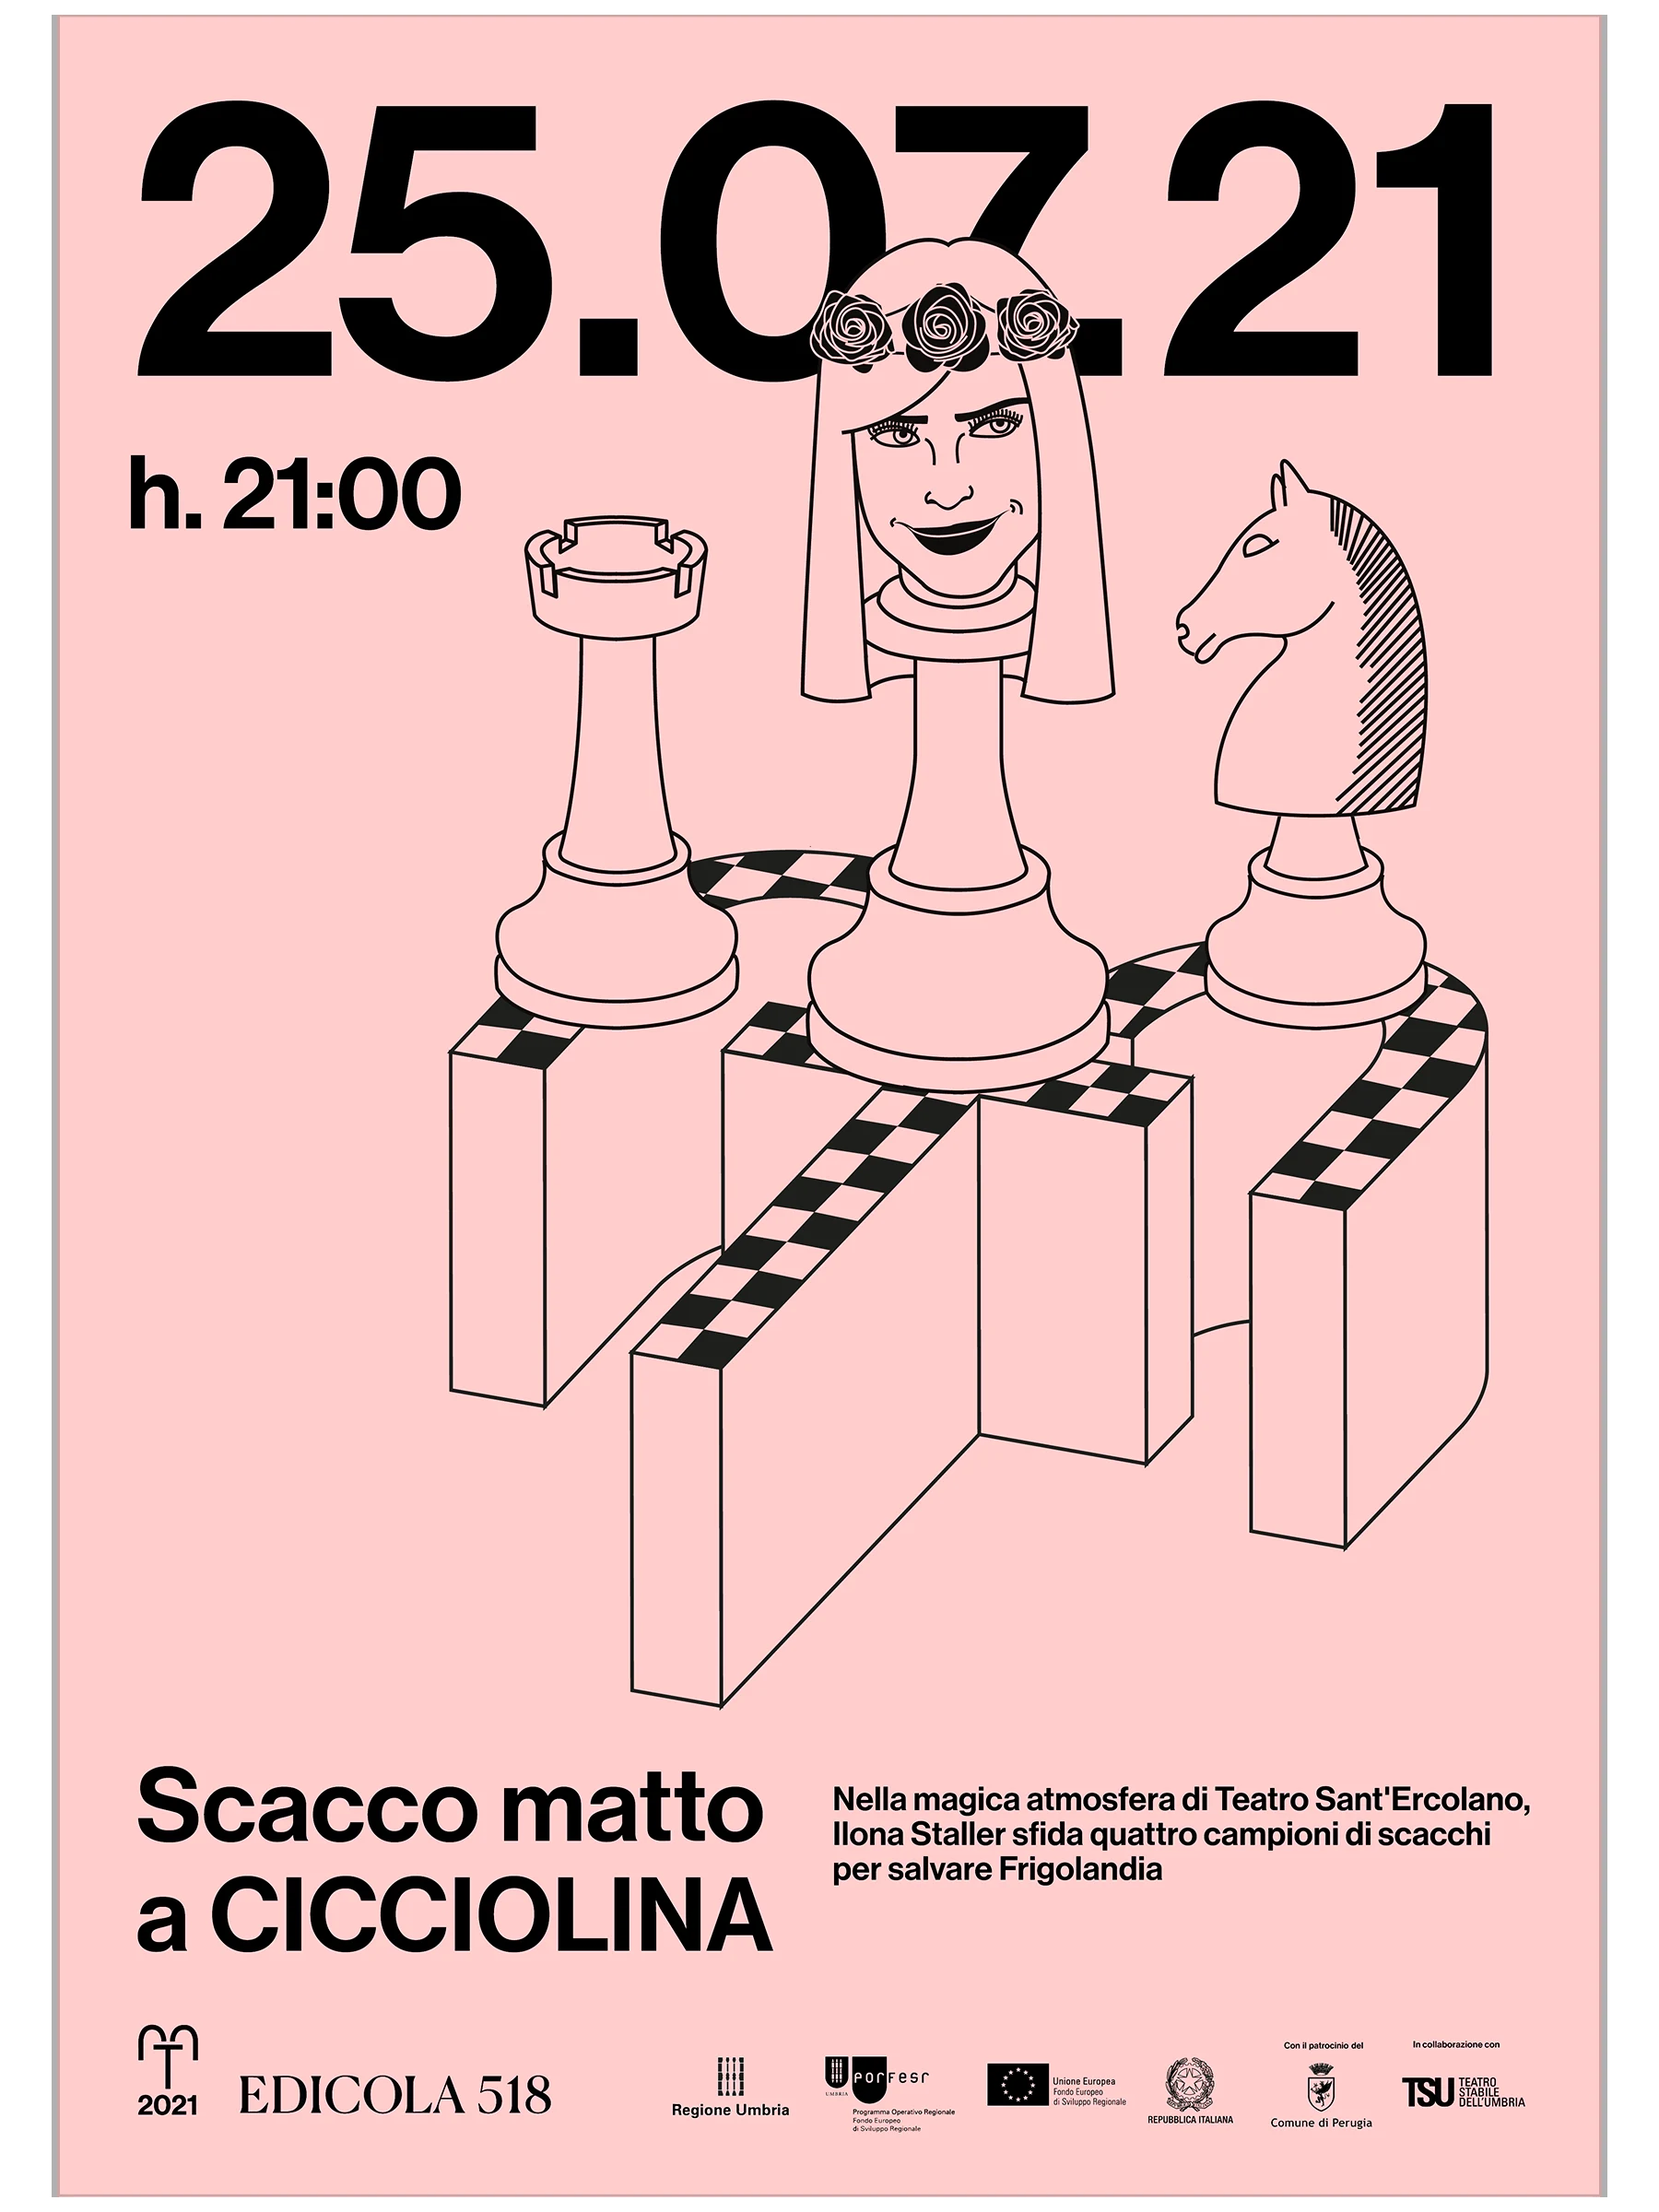 25.07.21
h. 21:00
Scacco matto
a CICCIOLINA
Nella magica atmosfera di Teatro Sant'Ercolano,
Ilona Staller sfida quattro campioni di scacchi
per salvare Frigolandia
2021
EDICOLA 518
Regione Umbria
UMBRIA
porFesr
Programma Operativo Regionale
Fondo Europeo
di Sviluppo Regionale
Unione Europea
Fondo Europeo
di Sviluppo Regionale
REPUBBLICA ITALIANA
Con il patrocinio del
Comune di Perugia
In collaborazione con
TSU TEATRO
STABILE
DELL'UMBRIA